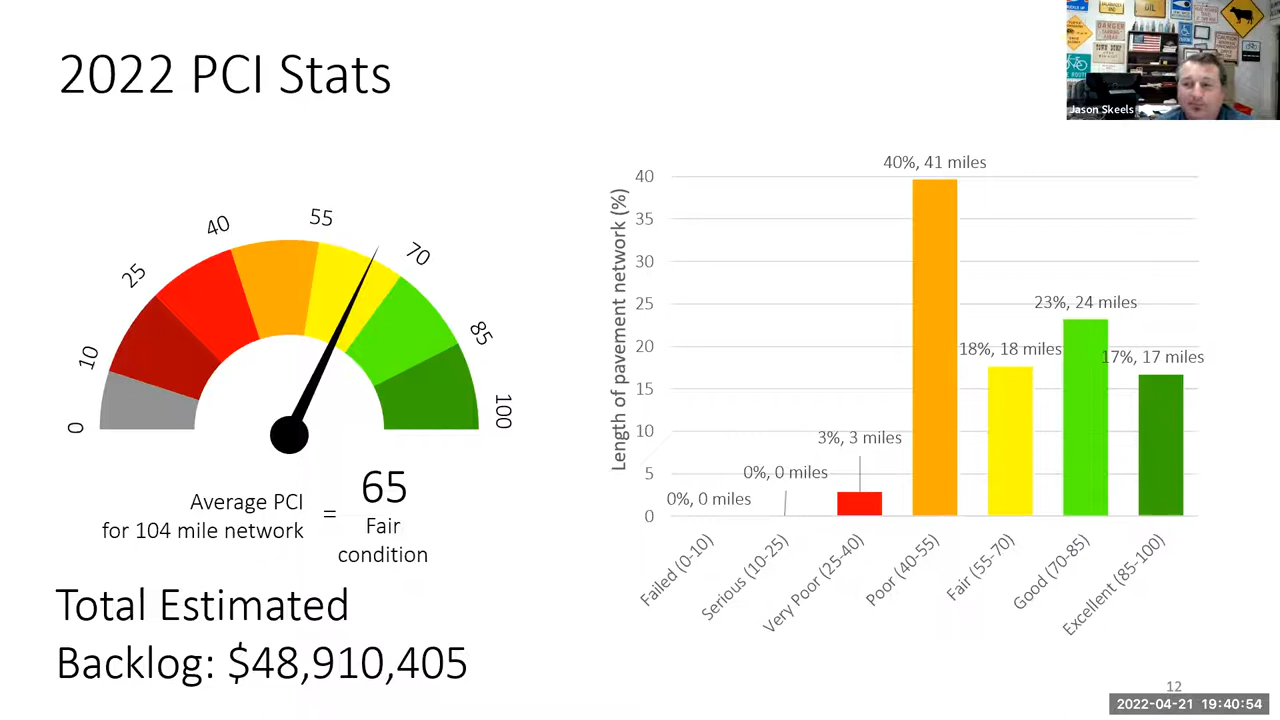 2022 PCI Stats
Jason Skeels
0
10
25
40
55
70
85
100
Average PCI
for 104 mile network
=
65
Fair
condition
Total Estimated
Backlog: $48,910,405
Length of pavement network (%)
40
35
30
25
20
15
10
5
0
0%, 0 miles
0%, 0 miles
3%, 3 miles
40%, 41 miles
18%, 18 miles
23%, 24 miles
17%, 17 miles
Failed (0-10)
Serious (10-25)
Very Poor (25-40)
Poor (40-55)
Fair (55-70)
Good (70-85)
Excellent (85-100)
12
2022-04-21 19:40:54